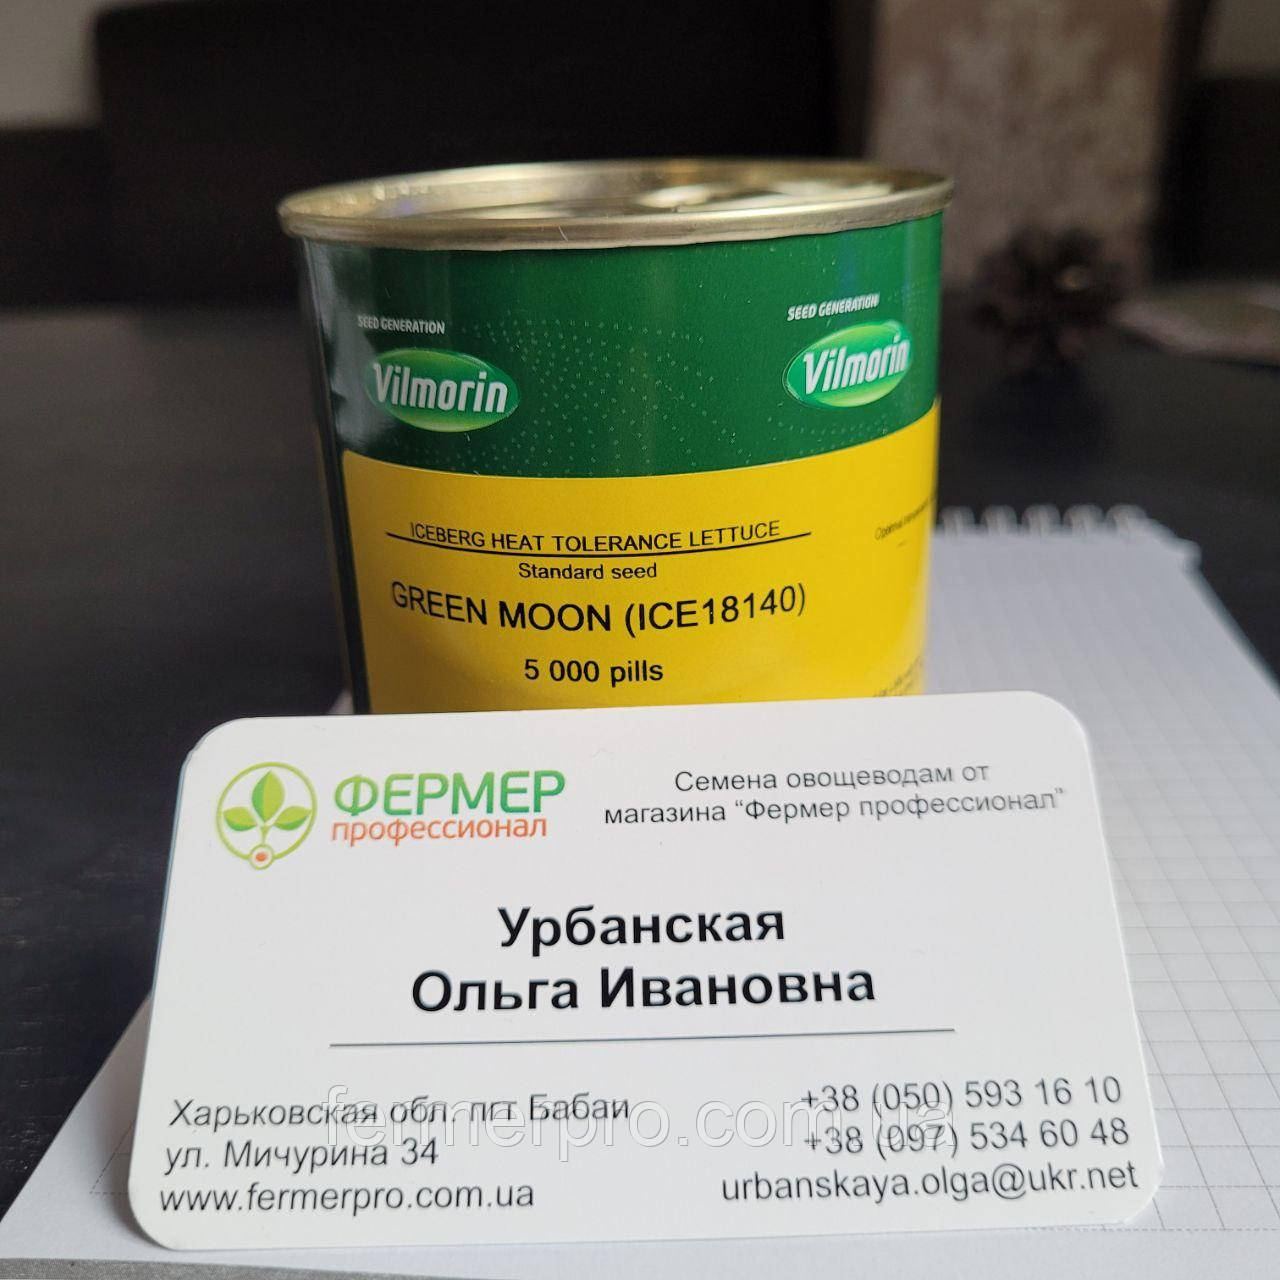 SEED GENERATION
Vilmorin
SEED GENERATION
Vilmorin
ICEBERG HEAT TOLERANCE LETTUCE
Standard seed
GREEN MOON (ICE18140)
5 000 pills
ФЕРМЕР
профессионал
Семена овощеводам от
магазина “Фермер профессионал”
Урбанская
Ольга Ивановна
Харьковская обл. пгт Бабаи
ул. Мичурина 34
www.fermerpro.com.ua
+38 (050) 593 16 10
+38 (097) 534 60 48
urbanskaya.olga@ukr.net
fermerpro.com.ua